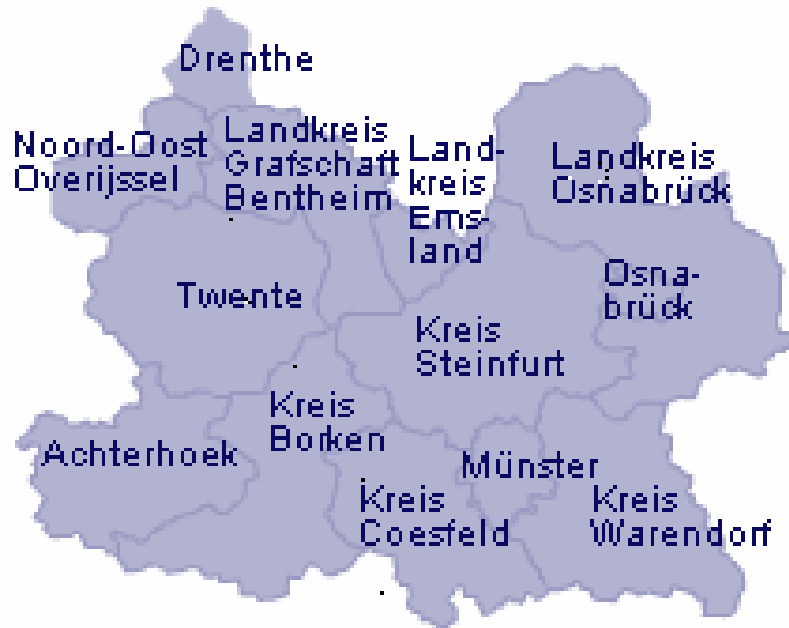 Drenthe
Noord-Oost
Overijssel
Landkreis
Grafschaft
Bentheim
Land-
kreis
Ems-
land
Landkreis
Osnabrück
Twente
Osna-
brück
Kreis
Steinfurt
Kreis
Borken
Achterhoek
Münster
Kreis
Coesfeld
Kreis
Warendorf